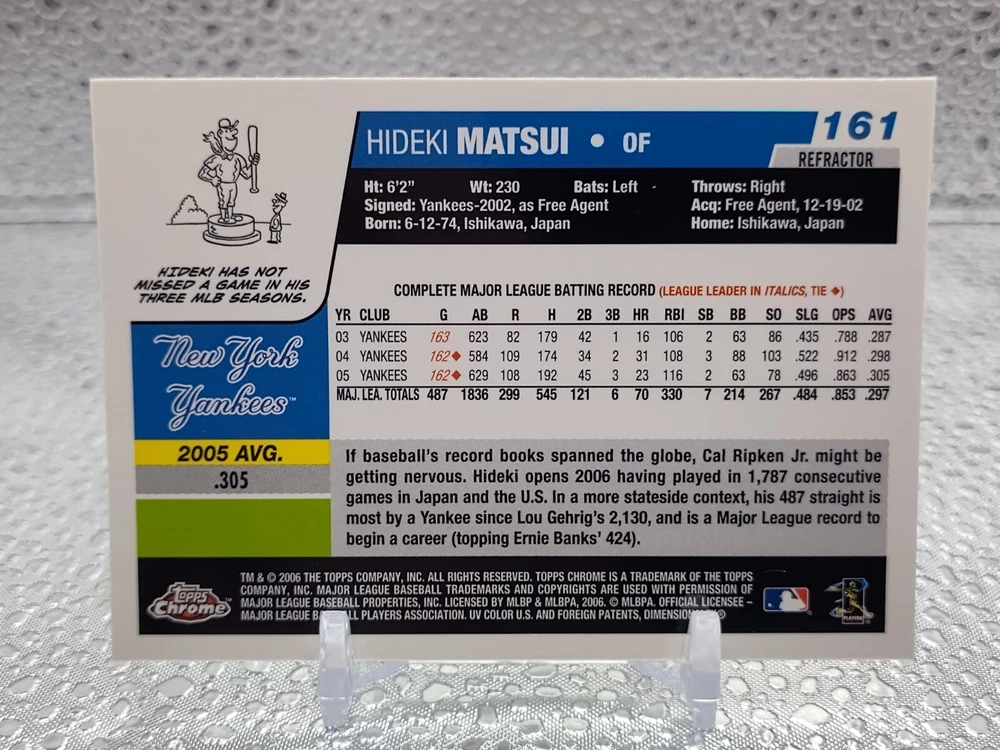 HIDEKI MATSUI • OF
161
REFRACTOR
Ht: 6'2" Wt: 230 Bats: Left Throws: Right
Signed: Yankees-2002, as Free Agent Acq: Free Agent, 12-19-02
Born: 6-12-74, Ishikawa, Japan Home: Ishikawa, Japan
HIDEKI HAS NOT
MISSED A GAME IN HIS
THREE MLB SEASONS.
COMPLETE MAJOR LEAGUE BATTING RECORD (LEAGUE LEADER IN ITALICS, TIE ◆)
YR CLUB G AB R H 2B 3B HR RBI SB BB SO SLG OPS AVG
03 YANKEES 163 623 82 179 42 1 16 106 2 63 86 .435 .788 .287
04 YANKEES 162◆ 584 109 174 34 2 31 108 3 88 103 .522 .912 .298
05 YANKEES 162◆ 629 108 192 45 3 23 116 2 63 78 .496 .863 .305
MAJ. LEA. TOTALS 487 1836 299 545 121 6 70 330 7 214 267 .484 .853 .297
New York
Yankees™
2005 AVG.
.305
If baseball's record books spanned the globe, Cal Ripken Jr. might be
getting nervous. Hideki opens 2006 having played in 1,787 consecutive
games in Japan and the U.S. In a more stateside context, his 487 straight is
most by a Yankee since Lou Gehrig's 2,130, and is a Major League record to
begin a career (topping Ernie Banks' 424).
Topps
Chrome™
TM & © 2006 THE TOPPS COMPANY, INC. ALL RIGHTS RESERVED. TOPPS CHROME IS A TRADEMARK OF THE TOPPS
COMPANY, INC. MAJOR LEAGUE BASEBALL TRADEMARKS AND COPYRIGHTS ARE USED WITH PERMISSION OF
MAJOR LEAGUE BASEBALL PROPERTIES, INC. LICENSED BY MLBP & MLBPA, 2006. © MLBPA. OFFICIAL LICENSEE –
MAJOR LEAGUE BASEBALL PLAYERS ASSOCIATION. UV COLOR U.S. AND FOREIGN PATENTS, DIMENSION
PLAYERS